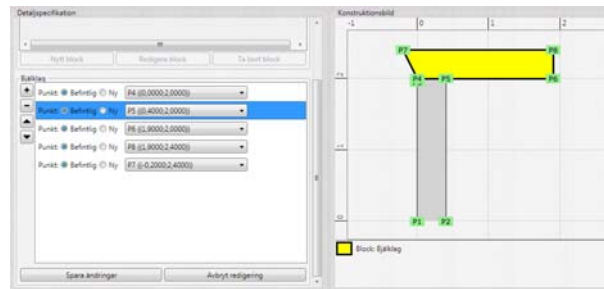 Detaljspecifikation
Nytt block Redigera block Ta bort block
Bjälklag
Punkt: Befintlig Ny P4 ((0,0000;2,0000))
Punkt: Befintlig Ny P5 ((0,4000;2,0000))
Punkt: Befintlig Ny P6 ((1,9000;2,0000))
Punkt: Befintlig Ny P8 ((1,9000;2,4000))
Punkt: Befintlig Ny P7 ((-0,2000;2,4000))
Spara ändringar Avbryt redigering
Konstruktionsbild
-1 0 1 2
P7 P8
2 P4 P5 P6
1
0 P1 P2
Block: Bjälklag